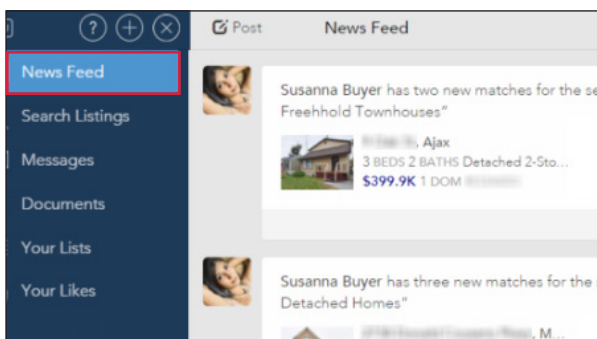 Post
News Feed
News Feed
Search Listings
Messages
Documents
Your Lists
Your Likes
Susanna Buyer has two new matches for the se
Freehhold Townhouses"
, Ajax
3 BEDS 2 BATHS Detached 2-Sto...
$399.9K 1 DOM
Susanna Buyer has three new matches for the
Detached Homes"
, M...